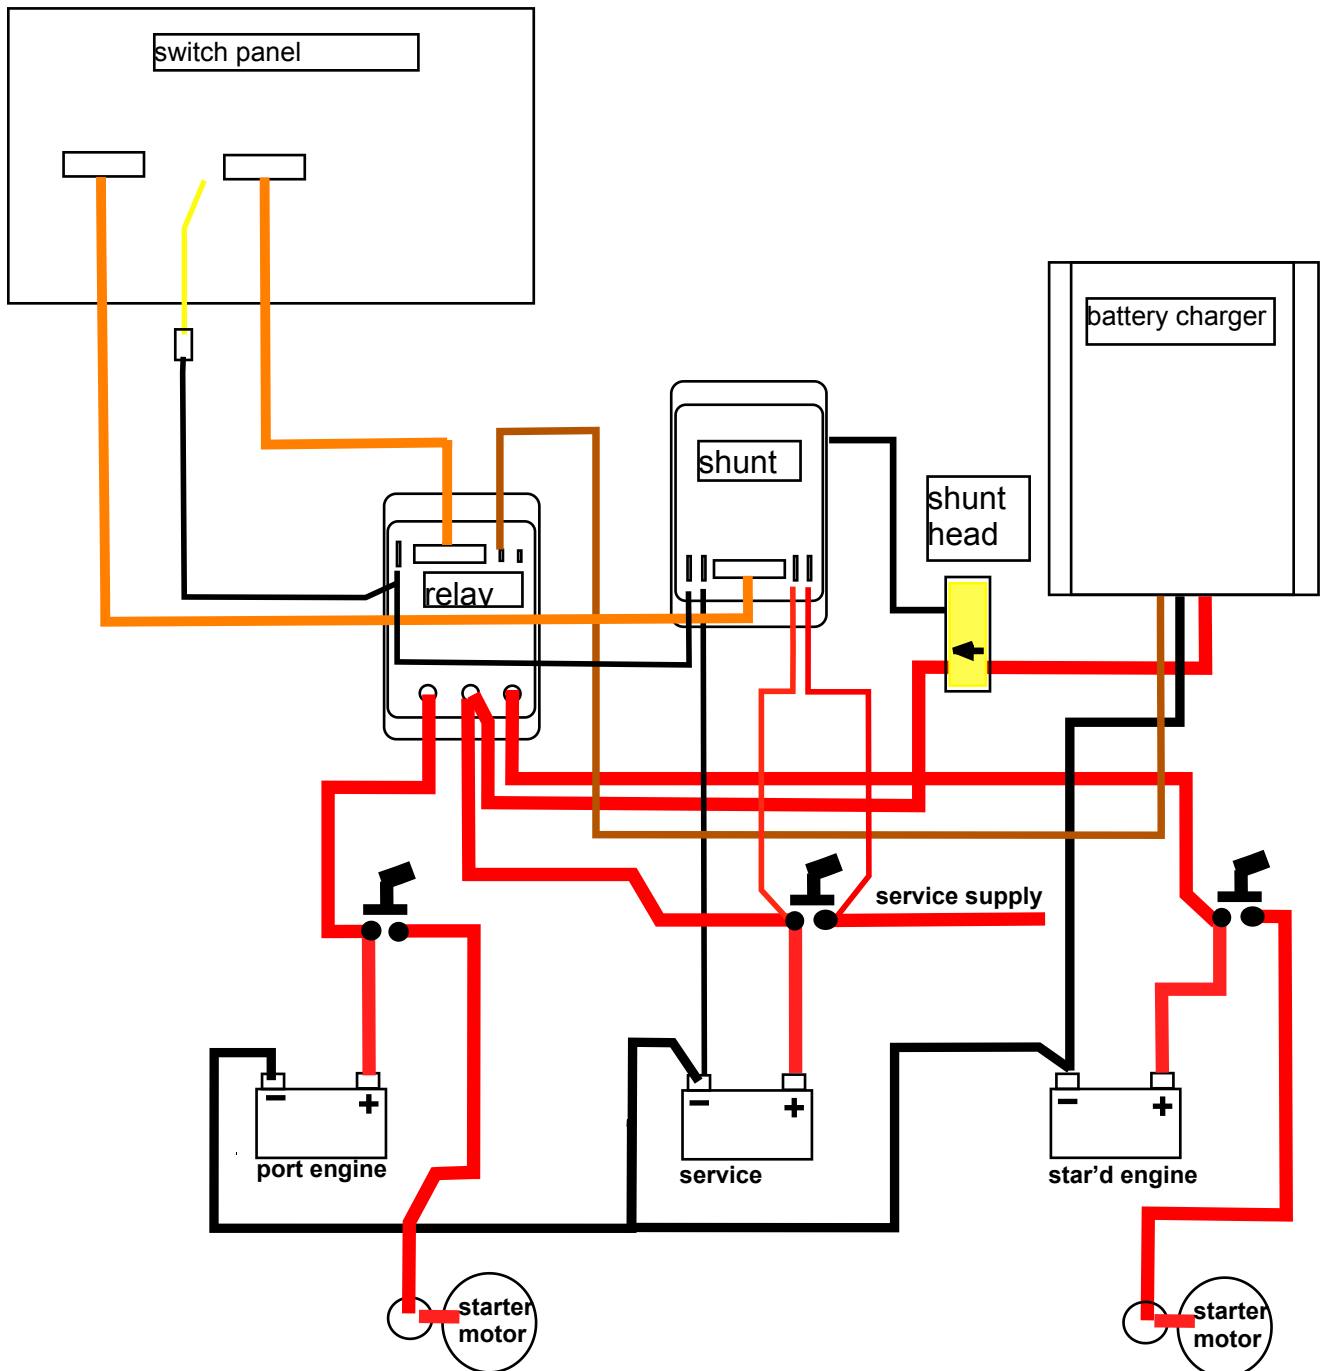 switch panel
battery charger
shunt
shunt
head
relay
service supply
port engine
service
star'd engine
starter
motor
starter
motor